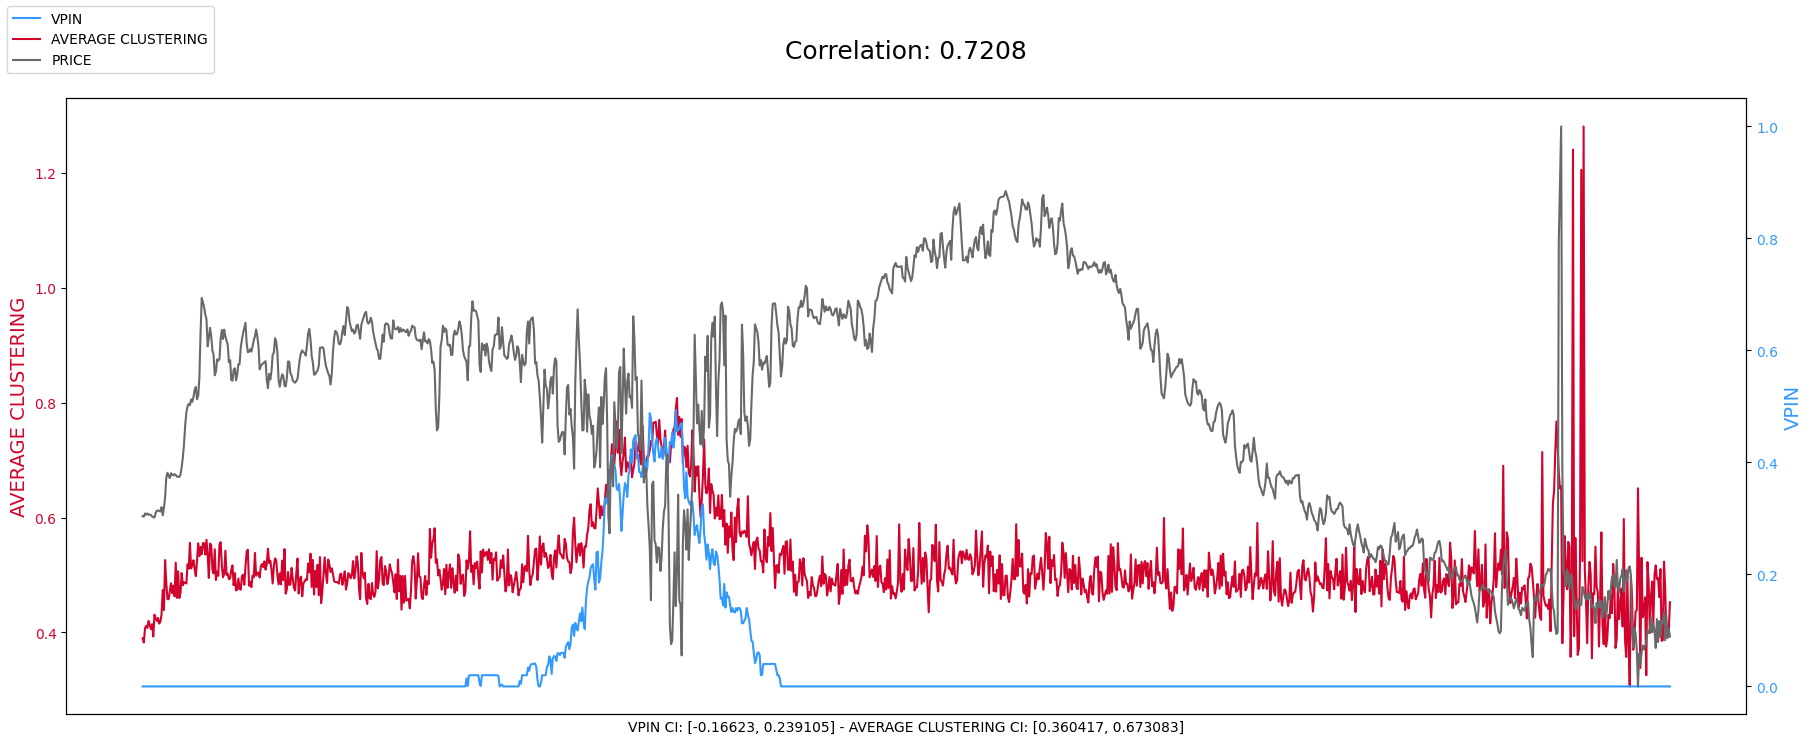 VPIN
AVERAGE CLUSTERING
PRICE
Correlation: 0.7208
AVERAGE CLUSTERING
1.2
1.0
0.8
0.6
0.4
1.0
0.8
0.6
0.4
0.2
0.0
VPIN
VPIN CI: [-0.16623, 0.239105] - AVERAGE CLUSTERING CI: [0.360417, 0.673083]